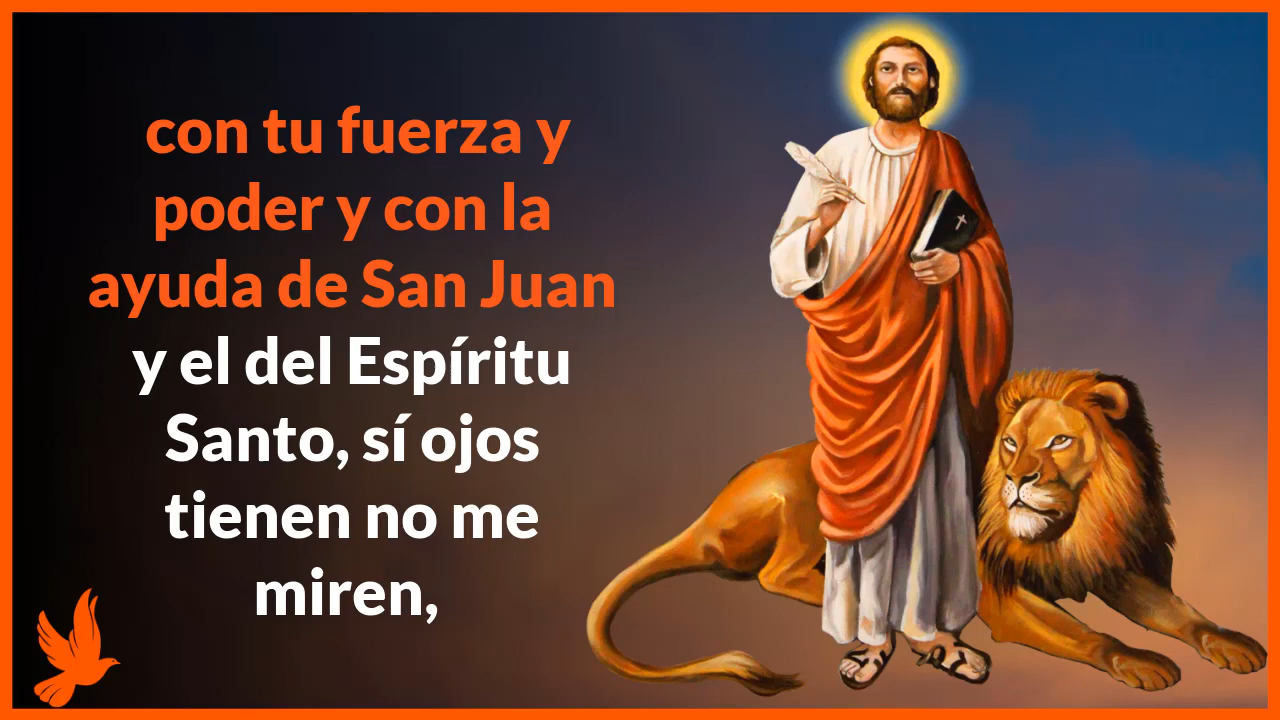 con tu fuerza y
poder y con la
ayuda de San Juan
y el del Espíritu
Santo, sí ojos
tienen no me
miren,